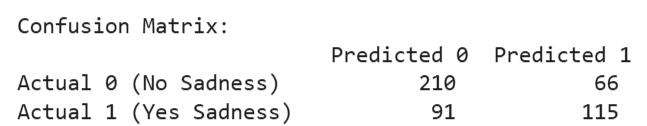 Confusion Matrix:
Predicted 0 Predicted 1
Actual 0 (No Sadness) 210 66
Actual 1 (Yes Sadness) 91 115